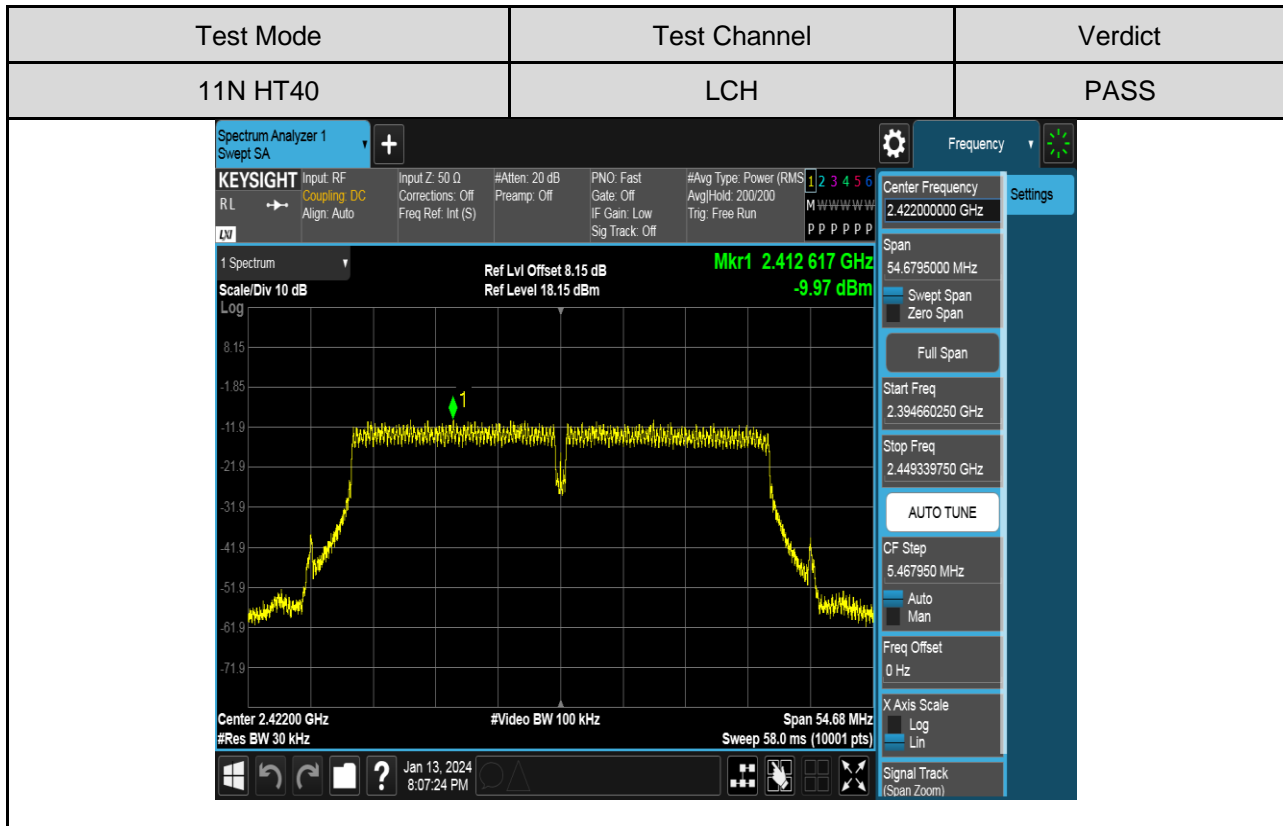 Test Mode Test Channel Verdict
11N HT40 LCH PASS
Spectrum Analyzer 1
Swept SA
+
Frequency
KEYSIGHT
RL
LXI
Input: RF
Coupling: DC
Align: Auto
Input Z: 50 Ω
Corrections: Off
Freq Ref: Int (S)
#Atten: 20 dB
Preamp: Off
PNO: Fast
Gate: Off
IF Gain: Low
Sig Track: Off
#Avg Type: Power (RMS
Avg|Hold: 200/200
Trig: Free Run
1 2 3 4 5 6
M W W W W W
P P P P P P
1 Spectrum
Scale/Div 10 dB
Log
Ref Lvl Offset 8.15 dB
Ref Level 18.15 dBm
Mkr1 2.412 617 GHz
-9.97 dBm
8.15
-1.85
-11.9
-21.9
-31.9
-41.9
-51.9
-61.9
-71.9
1
Center 2.42200 GHz
#Res BW 30 kHz
#Video BW 100 kHz
Span 54.68 MHz
Sweep 58.0 ms (10001 pts)
Center Frequency
2.422000000 GHz
Settings
Span
54.6795000 MHz
Swept Span
Zero Span
Full Span
Start Freq
2.394660250 GHz
Stop Freq
2.449339750 GHz
AUTO TUNE
CF Step
5.467950 MHz
Auto
Man
Freq Offset
0 Hz
X Axis Scale
Log
Lin
Signal Track
(Span Zoom)
?
Jan 13, 2024
8:07:24 PM